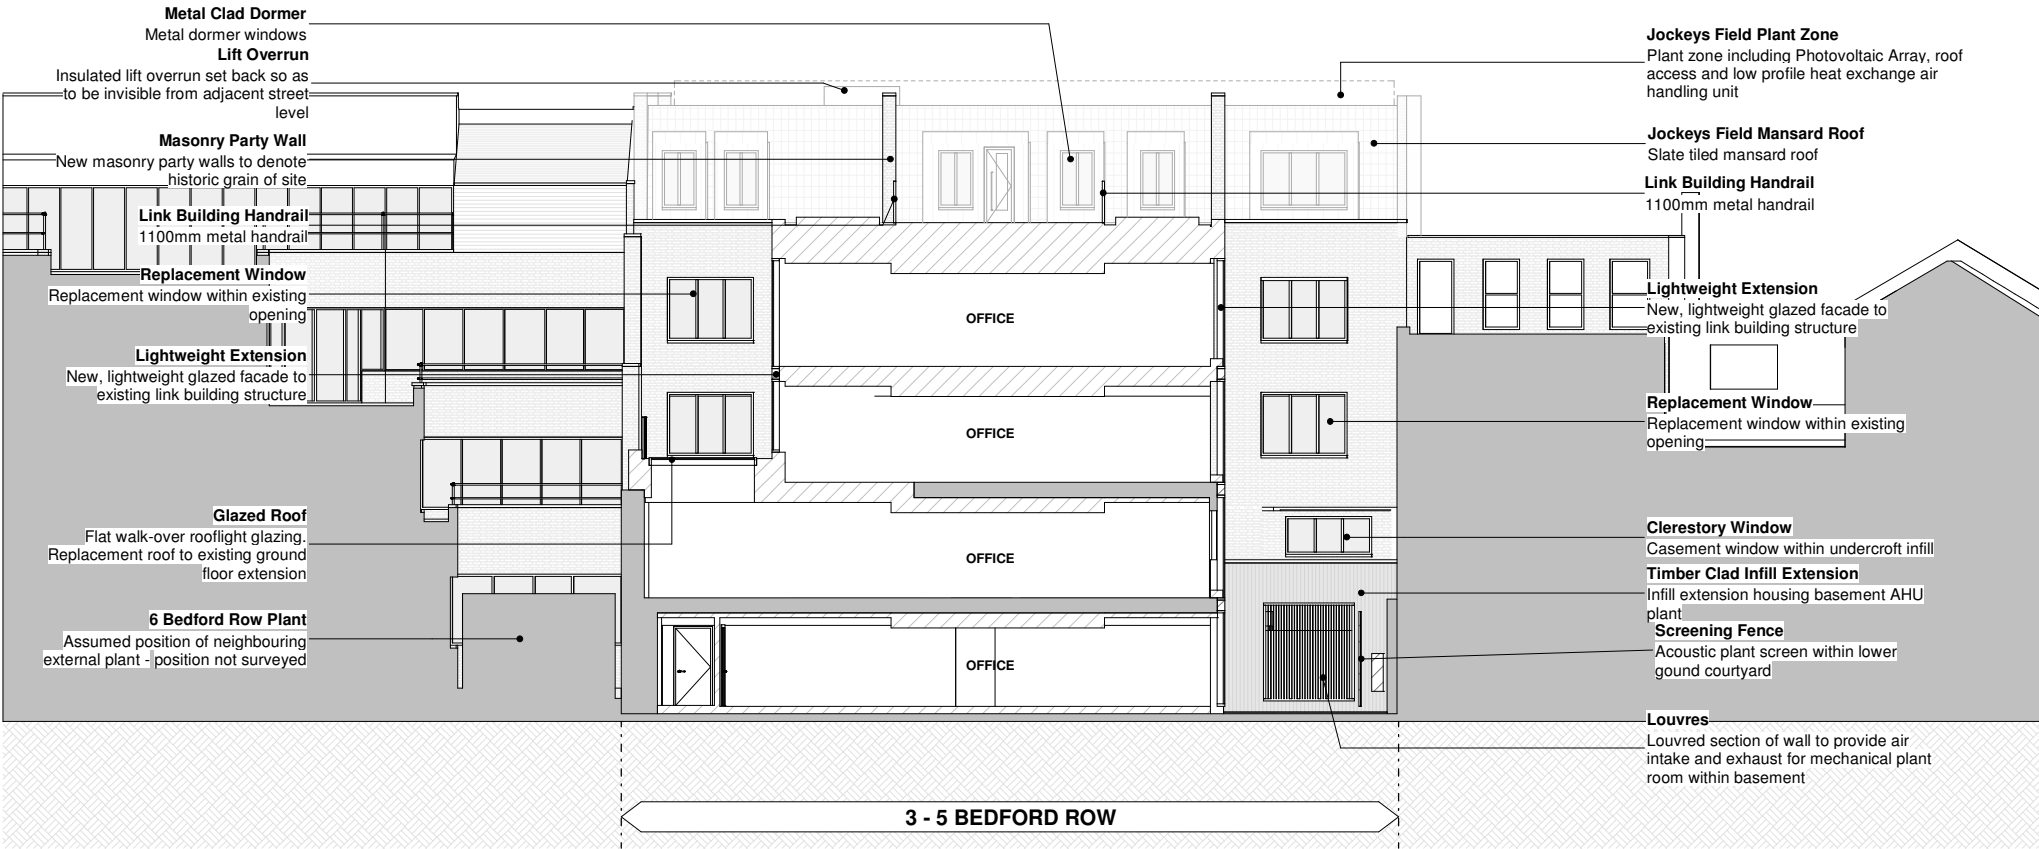 Metal Clad Dormer
Metal dormer windows
Lift Overrun
Insulated lift overrun set back so as
to be invisible from adjacent street
level
Masonry Party Wall
New masonry party walls to denote
historic grain of site
Link Building Handrail
1100mm metal handrail
Replacement Window
Replacement window within existing
opening
Lightweight Extension
New, lightweight glazed facade to
existing link building structure
Glazed Roof
Flat walk-over rooflight glazing.
Replacement roof to existing ground
floor extension
6 Bedford Row Plant
Assumed position of neighbouring
external plant - position not surveyed
OFFICE
OFFICE
OFFICE
OFFICE
Jockeys Field Plant Zone
Plant zone including Photovoltaic Array, roof
access and low profile heat exchange air
handling unit
Jockeys Field Mansard Roof
Slate tiled mansard roof
Link Building Handrail
1100mm metal handrail
Lightweight Extension
New, lightweight glazed facade to
existing link building structure
Replacement Window
Replacement window within existing
opening
Clerestory Window
Casement window within undercroft infill
Timber Clad Infill Extension
Infill extension housing basement AHU
plant
Screening Fence
Acoustic plant screen within lower
gound courtyard
Louvres
Louvred section of wall to provide air
intake and exhaust for mechanical plant
room within basement
3 - 5 BEDFORD ROW